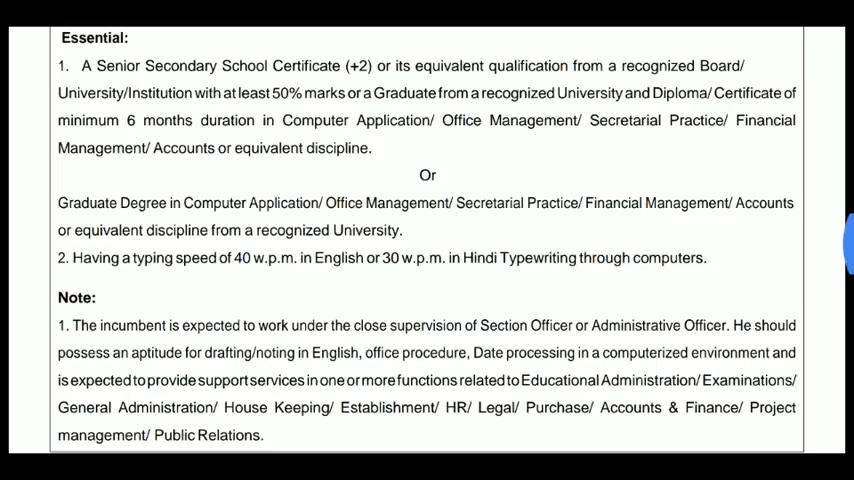 Essential:
1. A Senior Secondary School Certificate (+2) or its equivalent qualification from a recognized Board/
University/Institution with at least 50% marks or a Graduate from a recognized University and Diploma/ Certificate of
minimum 6 months duration in Computer Application/ Office Management/ Secretarial Practice/ Financial
Management/ Accounts or equivalent discipline.
Or
Graduate Degree in Computer Application/ Office Management/ Secretarial Practice/ Financial Management/ Accounts
or equivalent discipline from a recognized University.
2. Having a typing speed of 40 w.p.m. in English or 30 w.p.m. in Hindi Typewriting through computers.
Note:
1. The incumbent is expected to work under the close supervision of Section Officer or Administrative Officer. He should
possess an aptitude for drafting/noting in English, office procedure, Date processing in a computerized environment and
is expected to provide support services in one or more functions related to Educational Administration/ Examinations/
General Administration/ House Keeping/ Establishment/ HR/ Legal/ Purchase/ Accounts & Finance/ Project
management/ Public Relations.